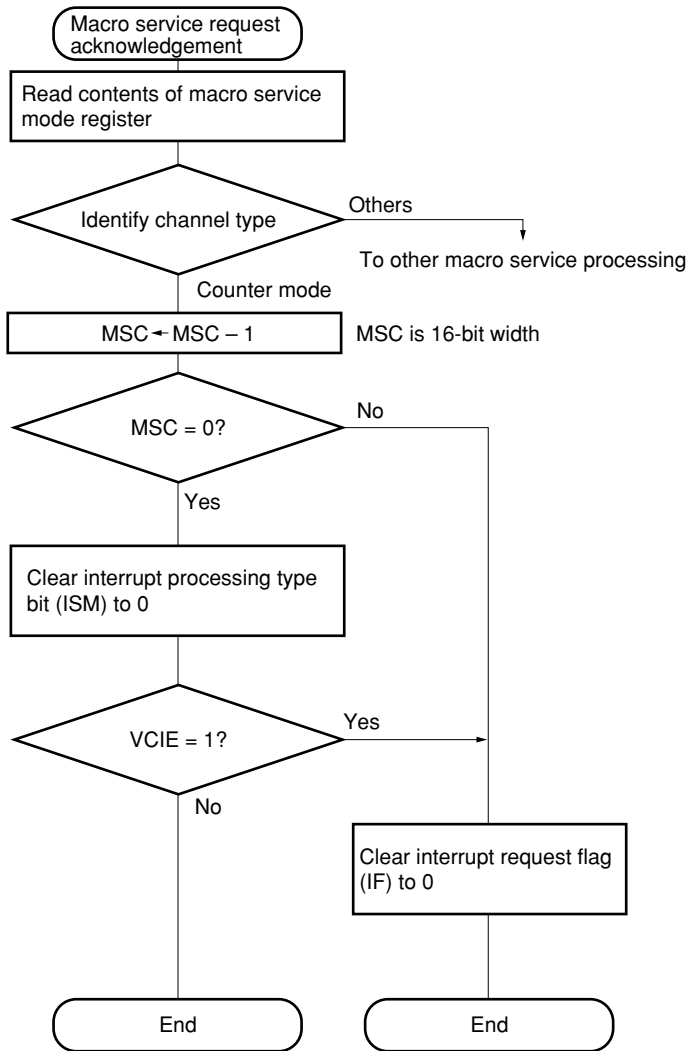 Macro service request
acknowledgement
Read contents of macro service
mode register
Identify channel type
Others
To other macro service processing
Counter mode
MSC ← MSC – 1
MSC is 16-bit width
MSC = 0?
No
Yes
Clear interrupt processing type
bit (ISM) to 0
VCIE = 1?
Yes
No
Clear interrupt request flag
(IF) to 0
End
End